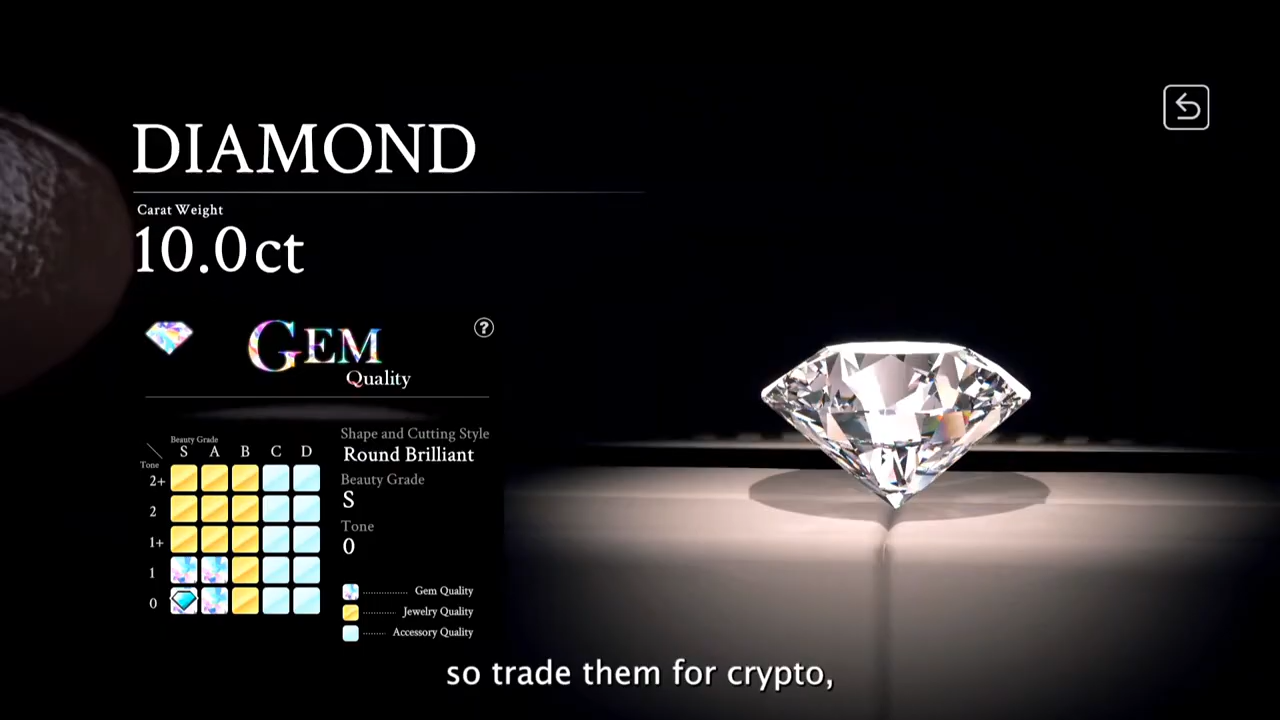 DIAMOND
Carat Weight
10.0ct
GEM
?
Quality
Beauty Grade
S A B C D
Tone
2+
2
1+
1
0
Shape and Cutting Style
Round Brilliant
Beauty Grade
S
Tone
0
Gem Quality
Jewelry Quality
Accessory Quality
so trade them for crypto,